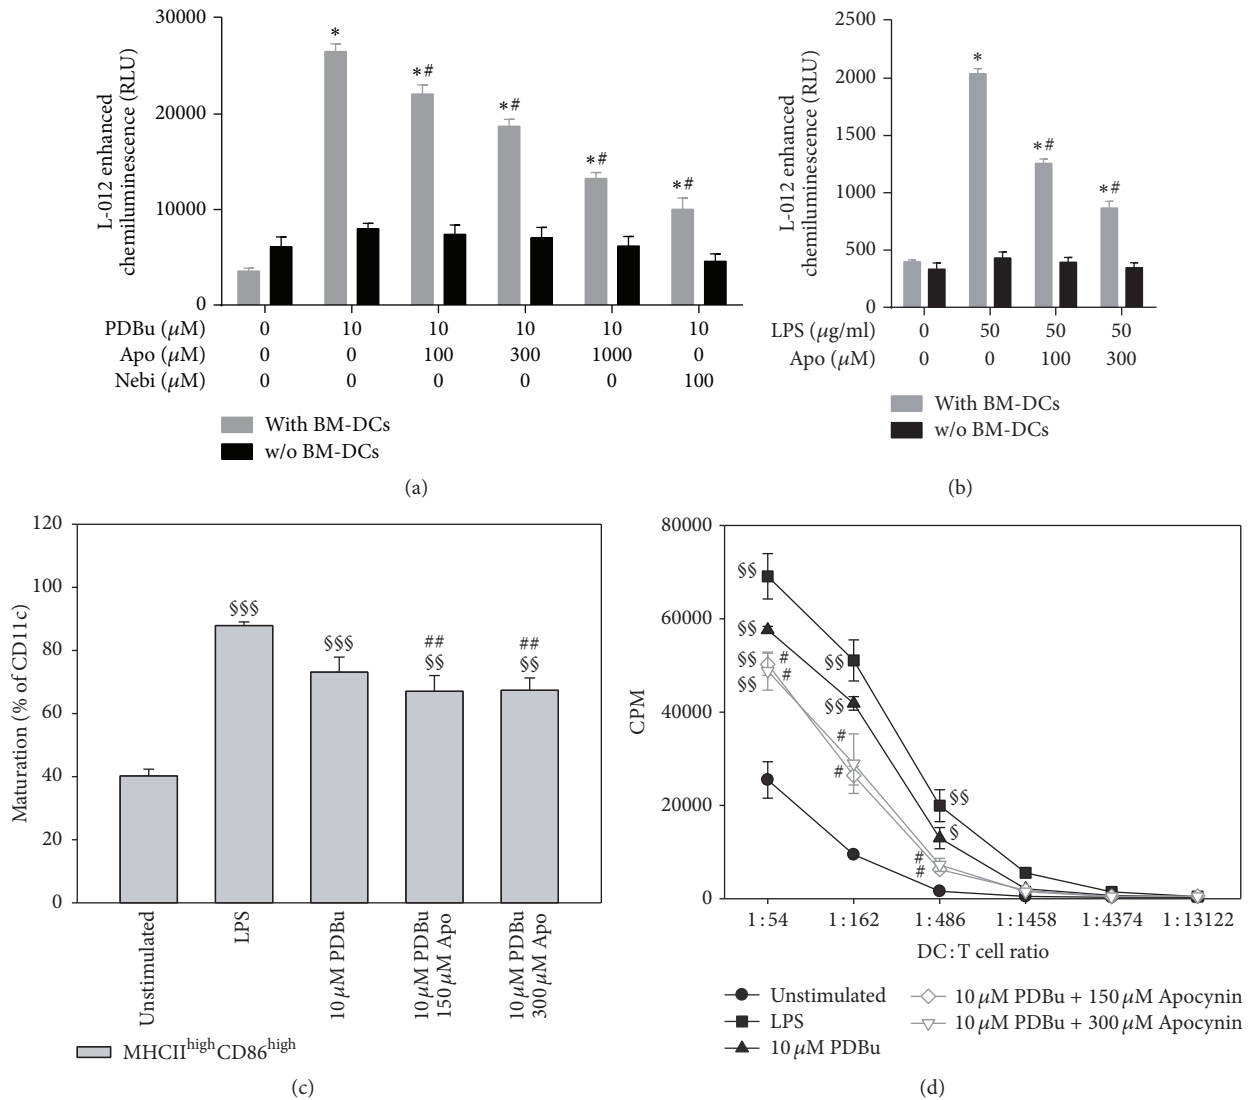 30000
20000
10000
0
L-012 enhanced
chemiluminescence (RLU)
*
*#
*#
*#
*#
PDBu (μM) 0 10 10 10 10 10
Apo (μM) 0 0 100 300 1000 0
Nebi (μM) 0 0 0 0 0 100
With BM-DCs
w/o BM-DCs
(a)
2500
2000
1500
1000
500
0
L-012 enhanced
chemiluminescence (RLU)
*
*#
*#
LPS (μg/ml) 0 50 50 50
Apo (μM) 0 0 100 300
With BM-DCs
w/o BM-DCs
(b)
120
100
80
60
40
20
0
Maturation (% of CD11c)
§§§
§§§
##
§§
##
§§
Unstimulated
LPS
10 μM PDBu
10 μM PDBu
150 μM Apo
10 μM PDBu
300 μM Apo
MHCII^high CD86^high
(c)
80000
60000
40000
20000
0
CPM
§§
§§
§§ #
§§ #
§§
§§
#
#
§§
§
#
#
1:54 1:162 1:486 1:1458 1:4374 1:13122
DC:T cell ratio
Unstimulated
LPS
10 μM PDBu
10 μM PDBu + 150 μM Apocynin
10 μM PDBu + 300 μM Apocynin
(d)